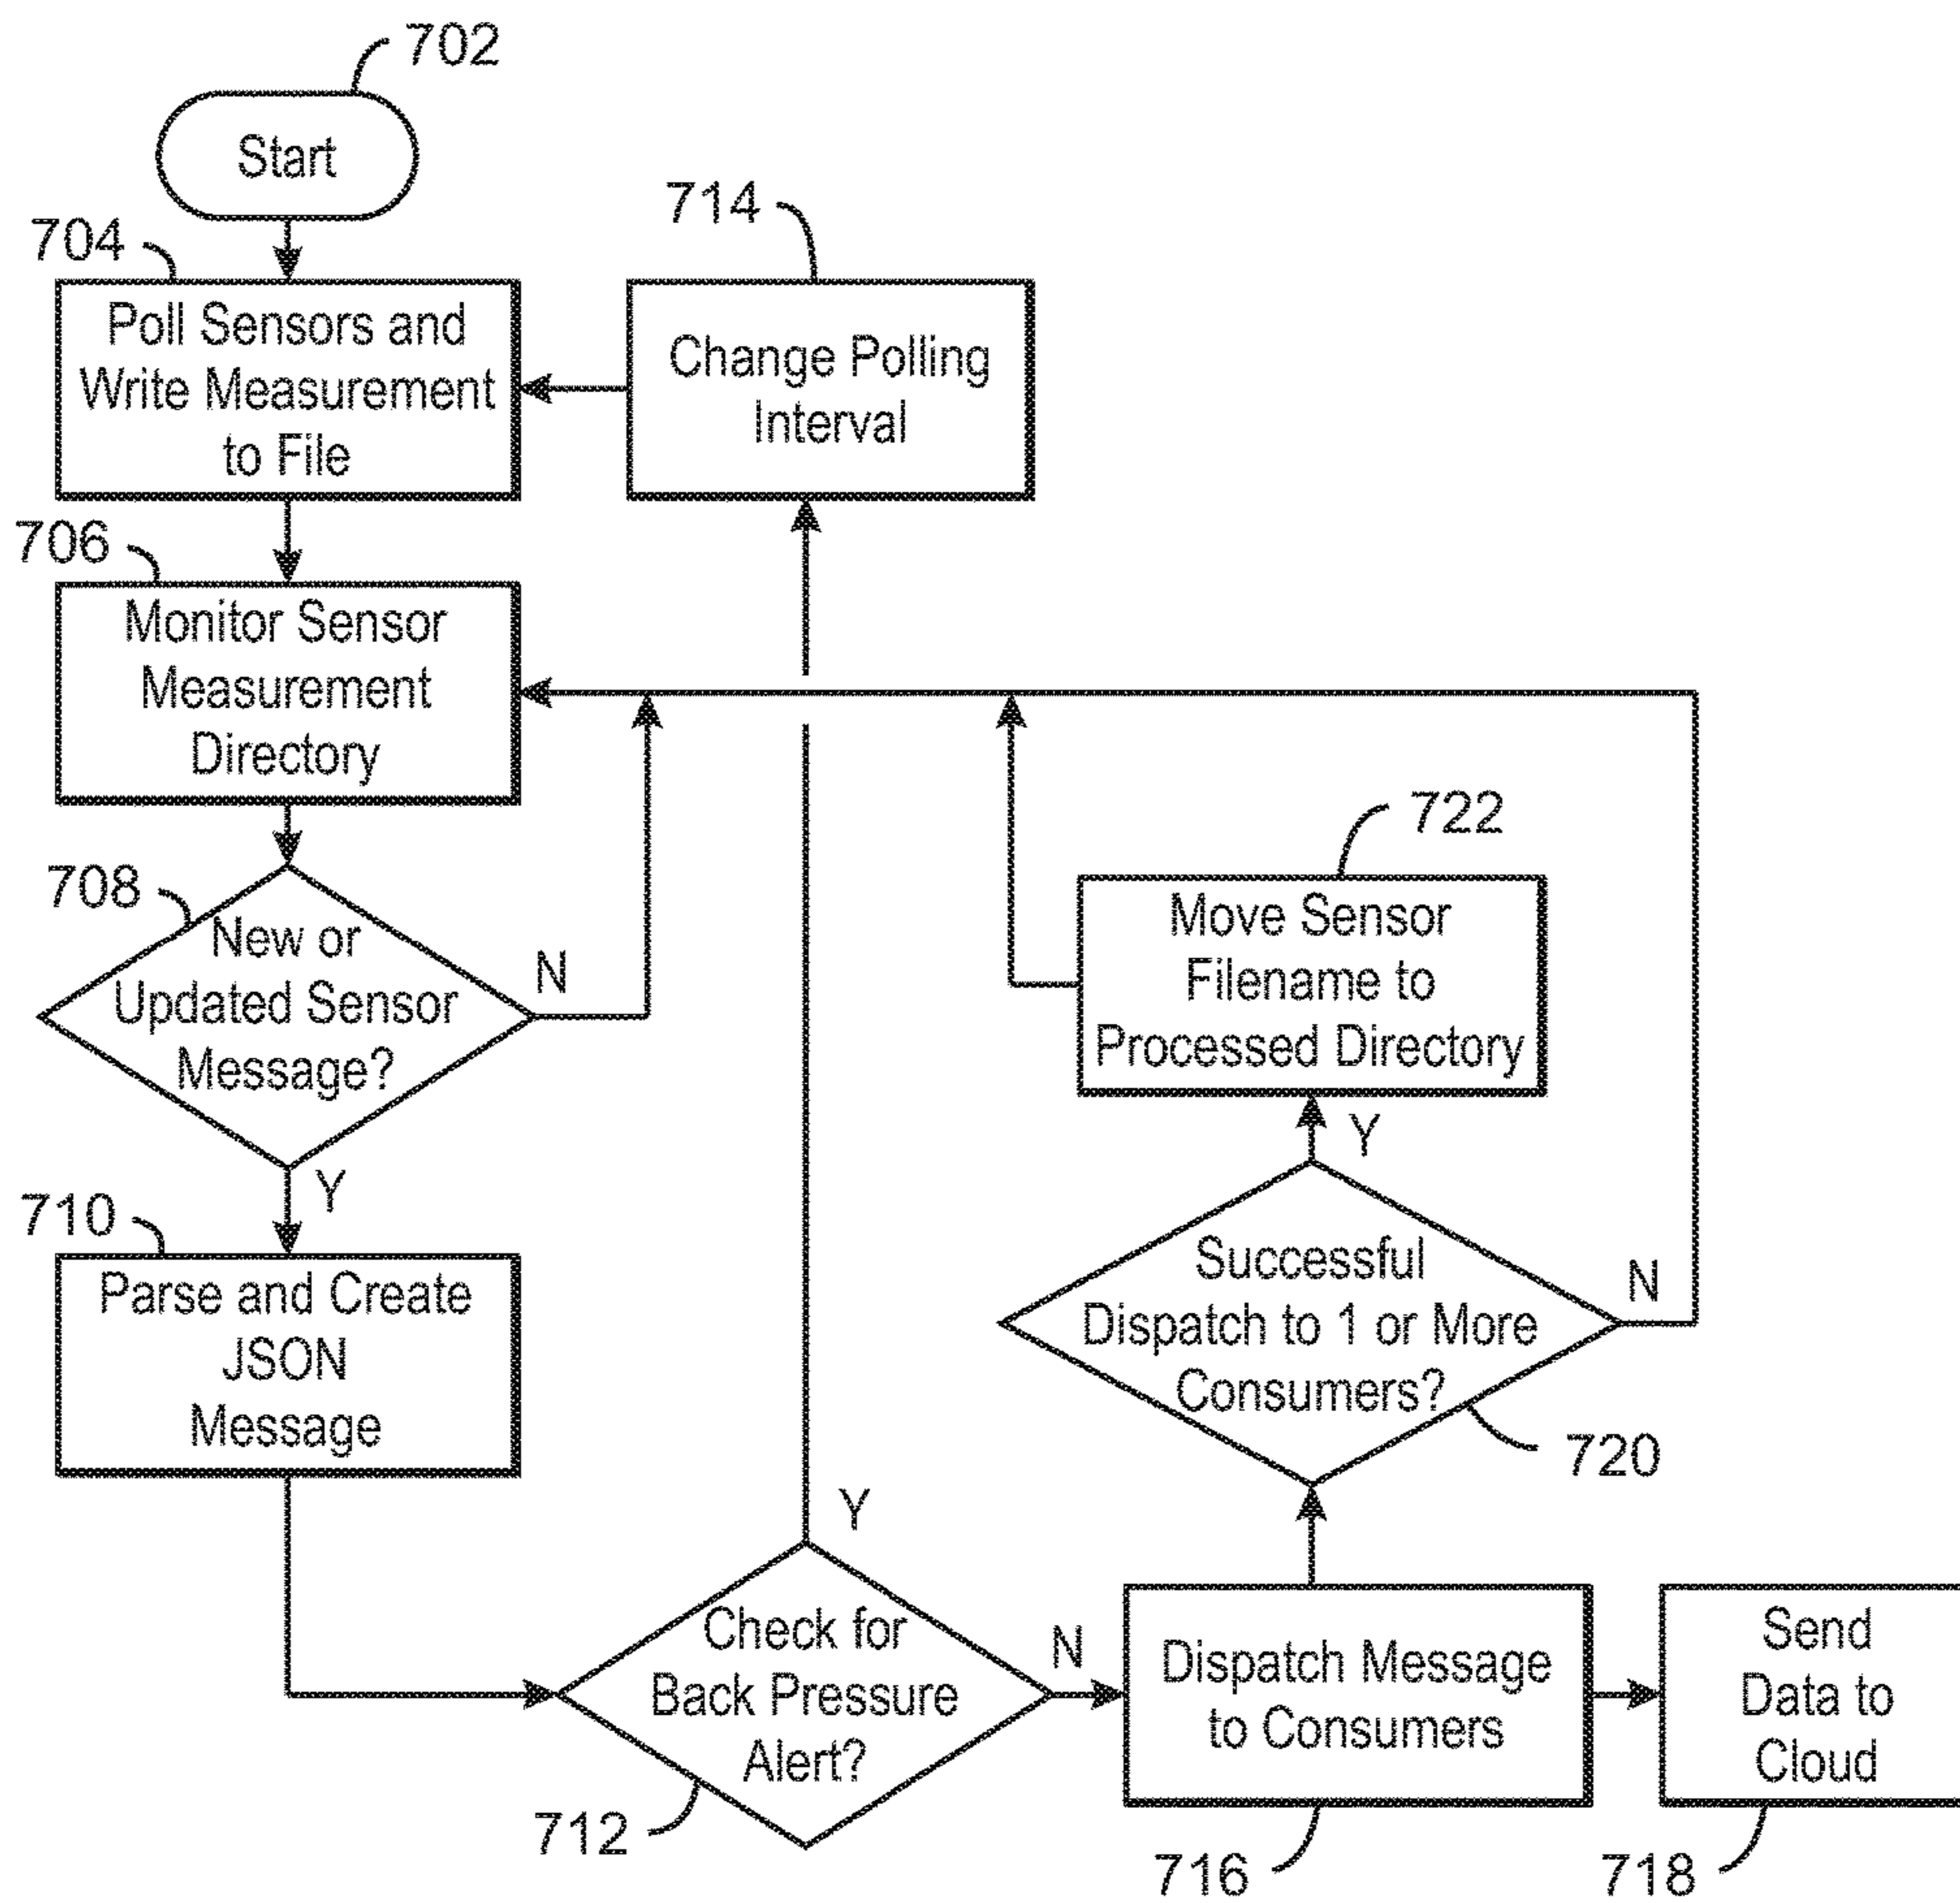 702
Start
704
Poll Sensors and
Write Measurement
to File
714
Change Polling
Interval
706
Monitor Sensor
Measurement
Directory
708
New or
Updated Sensor
Message?
N
Y
722
Move Sensor
Filename to
Processed Directory
Y
710
Parse and Create
JSON
Message
Successful
Dispatch to 1 or More
Consumers?
N
720
Y
Check for
Back Pressure
Alert?
712
N
Dispatch Message
to Consumers
716
Send
Data to
Cloud
718